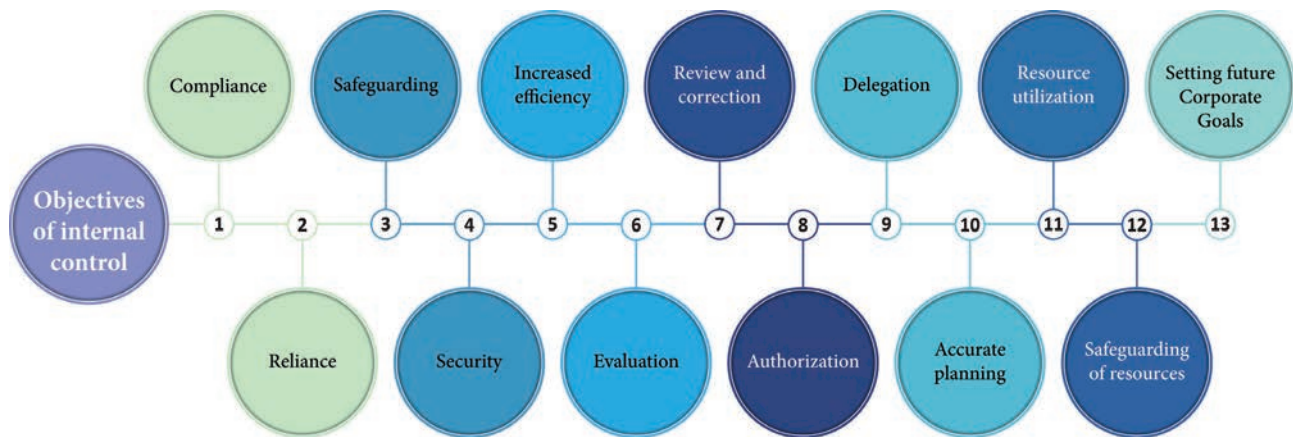 Objectives
of internal
control
1
Compliance
2
Reliance
3
Safeguarding
4
Security
5
Increased
efficiency
6
Evaluation
7
Review and
correction
8
Authorization
9
Delegation
10
Accurate
planning
11
Resource
utilization
12
Safeguarding
of resources
13
Setting future
Corporate
Goals